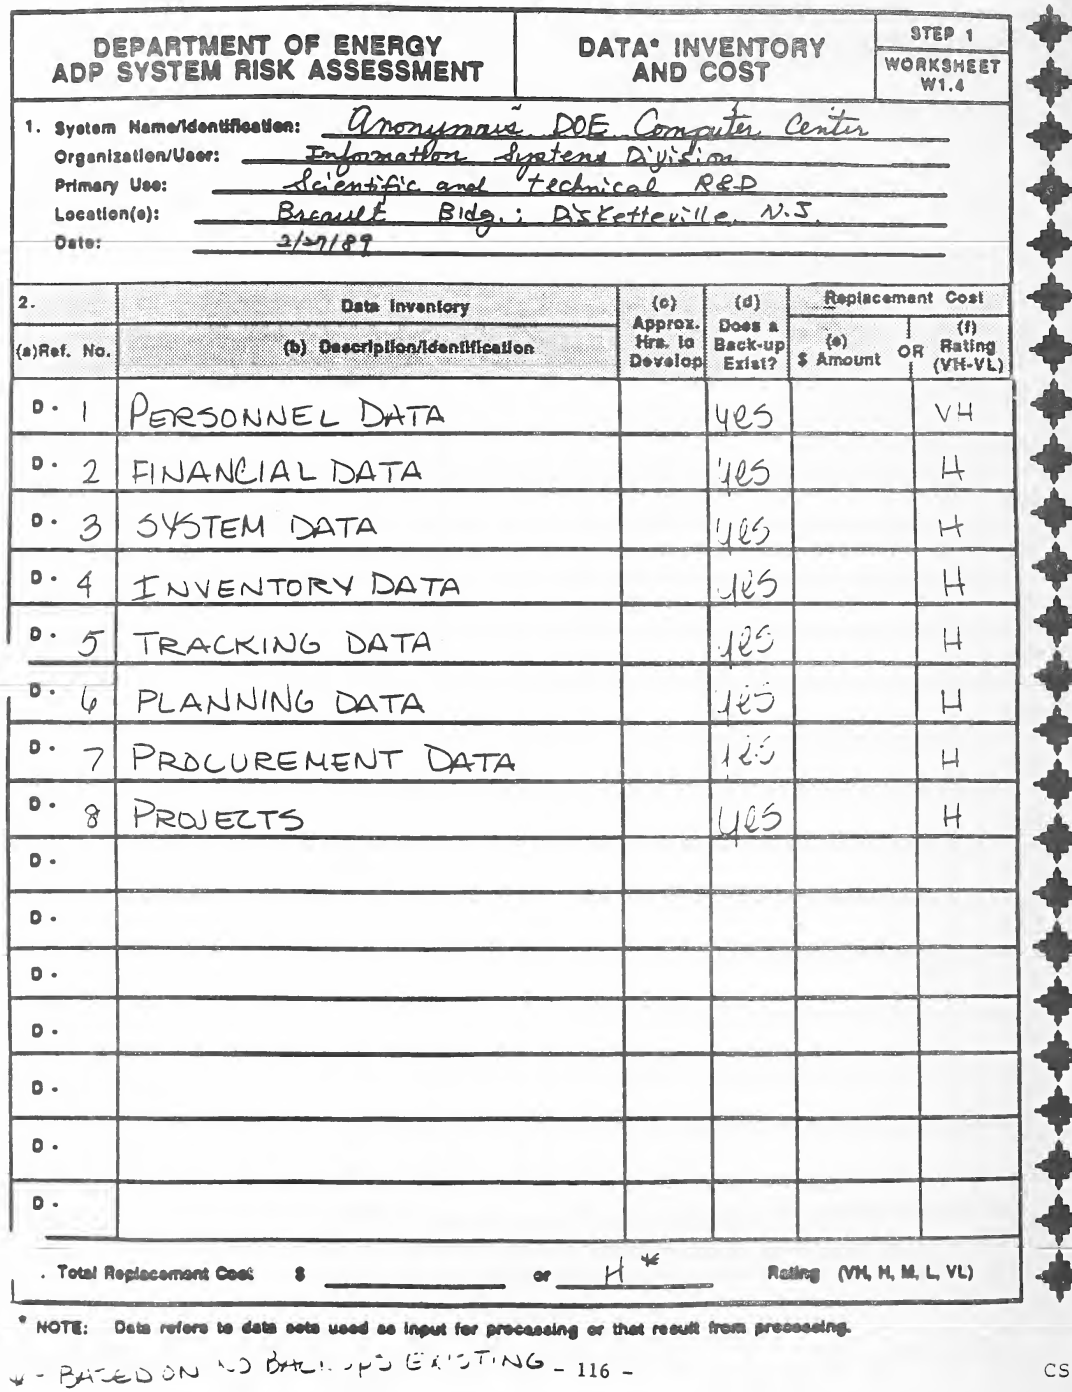 DEPARTMENT OF ENERGY
ADP SYSTEM RISK ASSESSMENT
DATA* INVENTORY
AND COST
STEP 1
WORKSHEET
W1.4
1. System Name/Identification: Anonymous DOE Computer Center
Organization/User: Information Systems Division
Primary Use: Scientific and Technical R&D
Location(s): Breault Bldg.; Disketteville, N.J.
Date: 2/27/89
2. Data Inventory
(a)Ref. No. (b) Description/Identification
(c)
Approx.
Hrs. to
Develop
(d)
Does a
Back-up
Exist?
Replacement Cost
(e)
$ Amount
OR
(f)
Rating
(VH-VL)
D - 1 PERSONNEL DATA yes VH
D - 2 FINANCIAL DATA yes H
D - 3 SYSTEM DATA yes H
D - 4 INVENTORY DATA yes H
D - 5 TRACKING DATA yes H
D - 6 PLANNING DATA yes H
D - 7 PROCUREMENT DATA yes H
D - 8 PROJECTS yes H
D -
D -
D -
D -
D -
D -
D -
. Total Replacement Cost $ or H * Rating (VH, H, M, L, VL)
* NOTE: Data refers to data sets used as input for processing or that result from processing.
* - BASED ON NO BACK-UPS EXISTING
- 116 -
CS